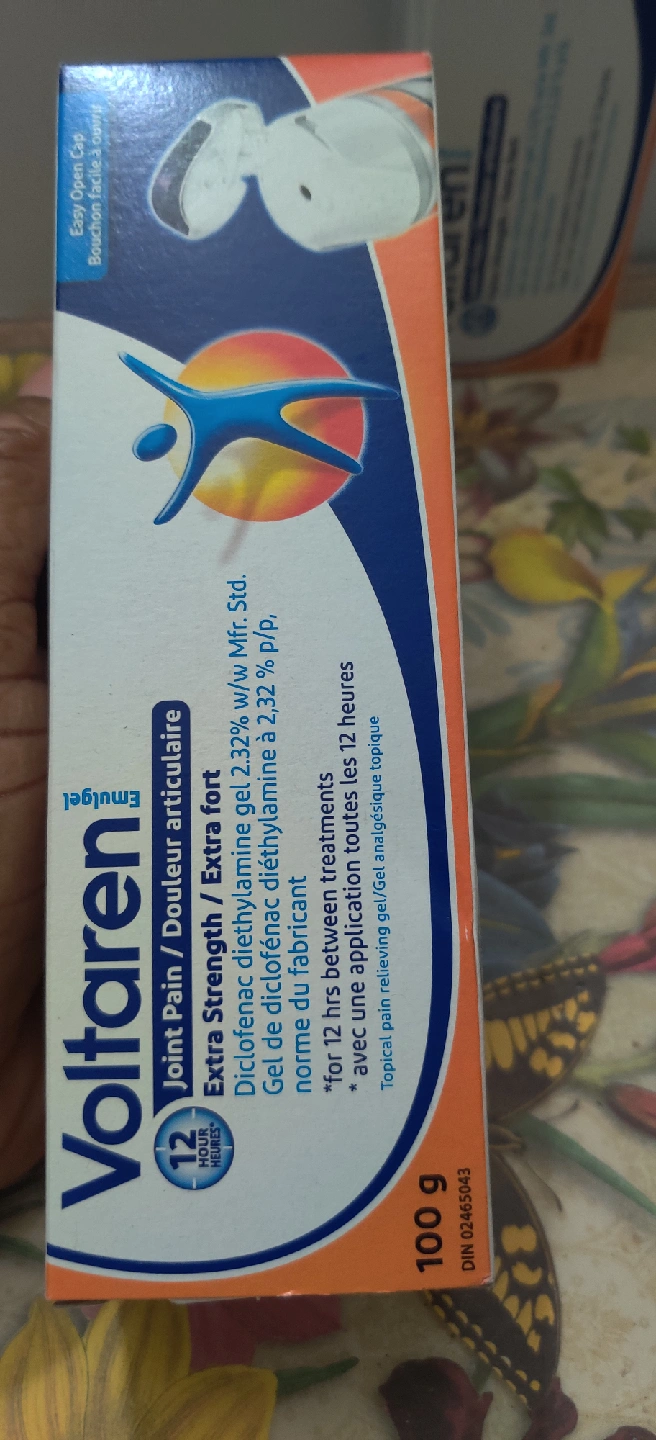 Easy Open Cap
Bouchon facile à ouvrir
Voltaren
Emulgel
Joint Pain / Douleur articulaire
12
HOUR
HEURES*
Extra Strength / Extra fort
Diclofenac diethylamine gel 2.32% w/w Mfr. Std.
Gel de diclofénac diéthylamine à 2,32 % p/p,
norme du fabricant
*for 12 hrs between treatments
* avec une application toutes les 12 heures
Topical pain relieving gel/Gel analgésique topique
100 g
DIN 02465043